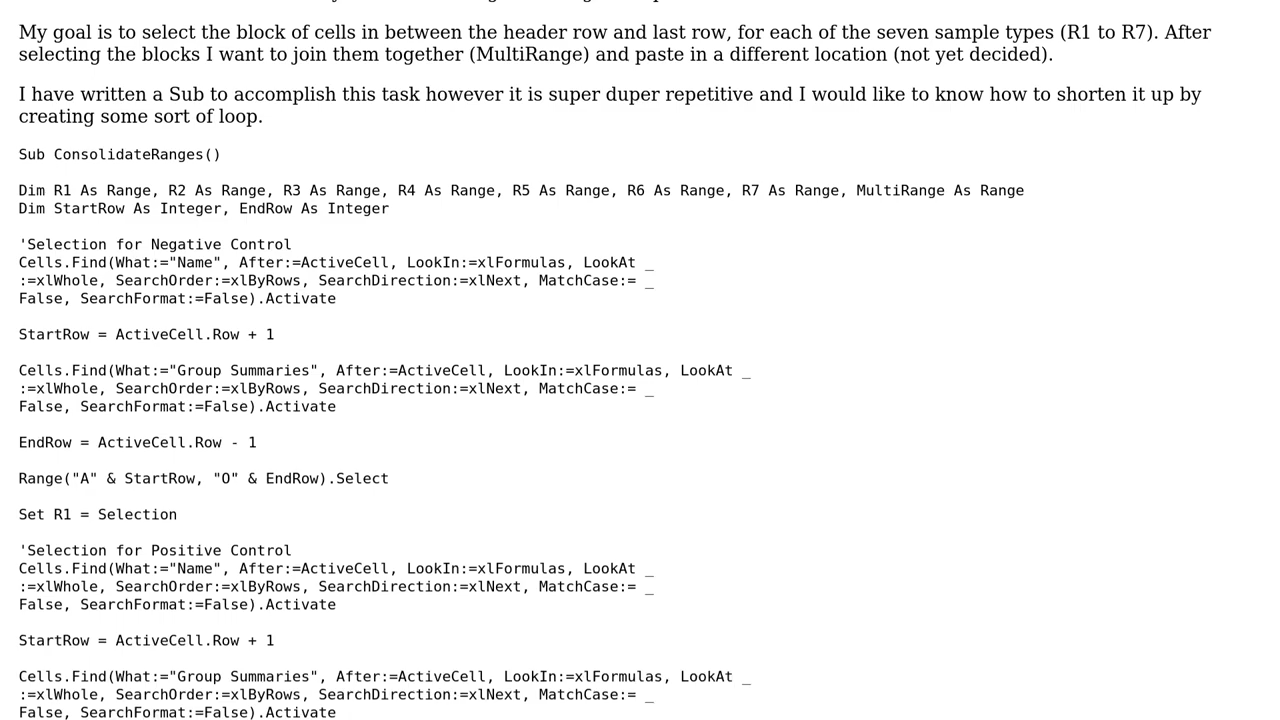 My goal is to select the block of cells in between the header row and last row, for each of the seven sample types (R1 to R7). After
selecting the blocks I want to join them together (MultiRange) and paste in a different location (not yet decided).
I have written a Sub to accomplish this task however it is super duper repetitive and I would like to know how to shorten it up by
creating some sort of loop.
Sub ConsolidateRanges()
Dim R1 As Range, R2 As Range, R3 As Range, R4 As Range, R5 As Range, R6 As Range, R7 As Range, MultiRange As Range
Dim StartRow As Integer, EndRow As Integer
'Selection for Negative Control
Cells.Find(What:="Name", After:=ActiveCell, LookIn:=xlFormulas, LookAt _
:=xlWhole, SearchOrder:=xlByRows, SearchDirection:=xlNext, MatchCase:= _
False, SearchFormat:=False).Activate
StartRow = ActiveCell.Row + 1
Cells.Find(What:="Group Summaries", After:=ActiveCell, LookIn:=xlFormulas, LookAt _
:=xlWhole, SearchOrder:=xlByRows, SearchDirection:=xlNext, MatchCase:= _
False, SearchFormat:=False).Activate
EndRow = ActiveCell.Row - 1
Range("A" & StartRow, "O" & EndRow).Select
Set R1 = Selection
'Selection for Positive Control
Cells.Find(What:="Name", After:=ActiveCell, LookIn:=xlFormulas, LookAt _
:=xlWhole, SearchOrder:=xlByRows, SearchDirection:=xlNext, MatchCase:= _
False, SearchFormat:=False).Activate
StartRow = ActiveCell.Row + 1
Cells.Find(What:="Group Summaries", After:=ActiveCell, LookIn:=xlFormulas, LookAt _
:=xlWhole, SearchOrder:=xlByRows, SearchDirection:=xlNext, MatchCase:= _
False, SearchFormat:=False).Activate